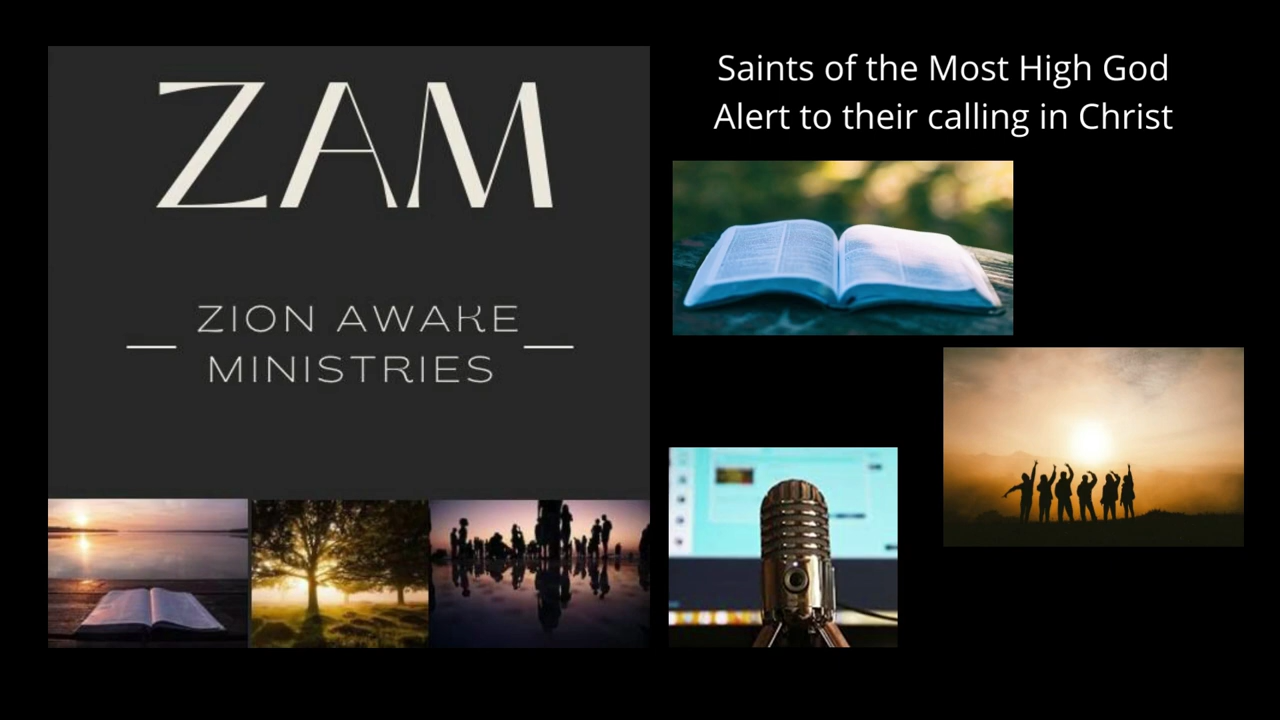 ZAM
ZION AWAKE
MINISTRIES
Saints of the Most High God
Alert to their calling in Christ